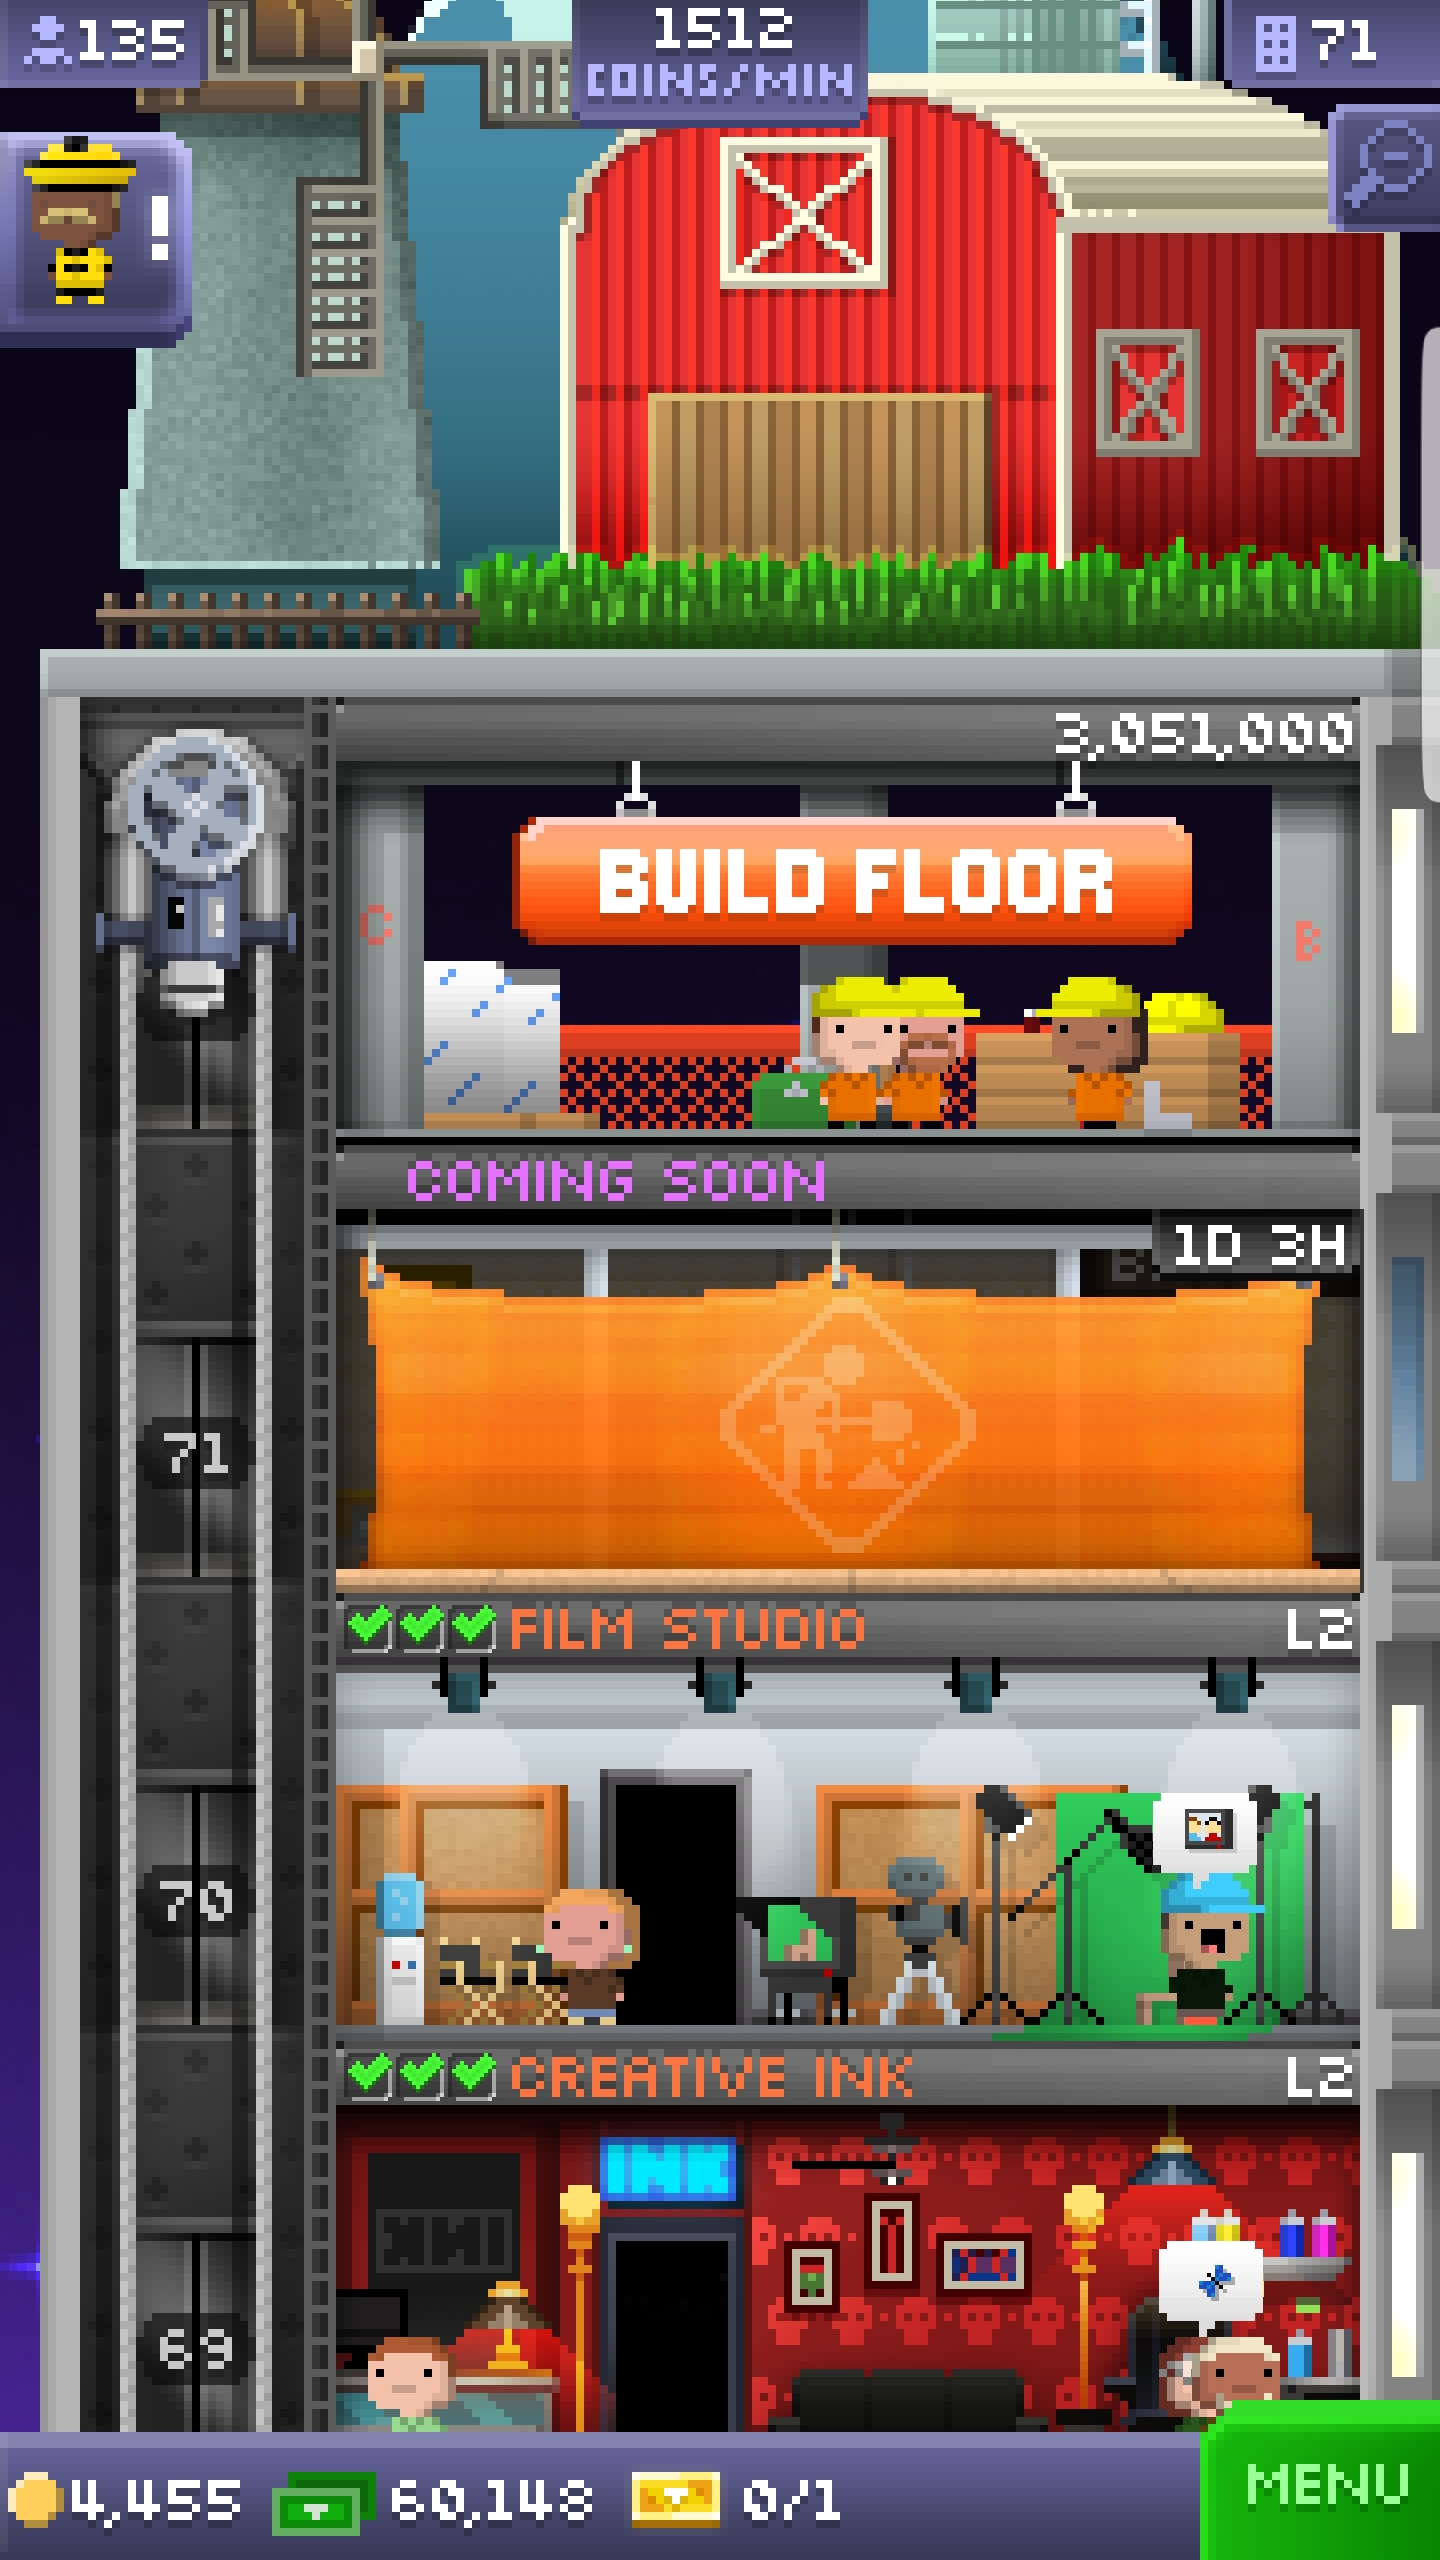 135
1512
COINS/MIN
71
!
3,051,000
BUILD FLOOR
C
B
COMING SOON
1D 3H
71
FILM STUDIO L2
70
CREATIVE INK L2
INK
69
4,455 60,148 0/1
MENU